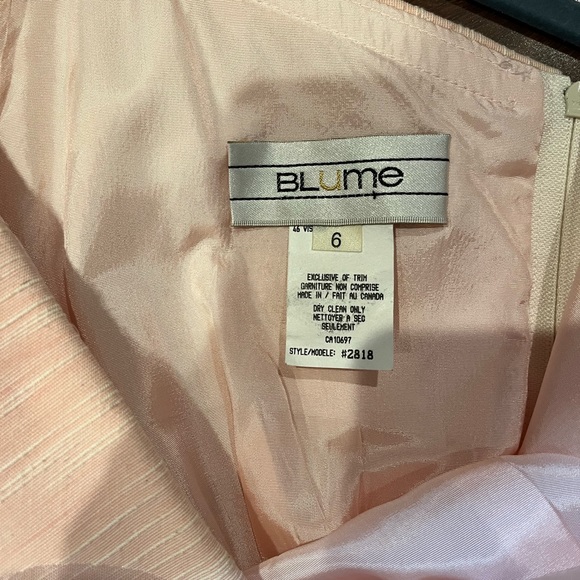 BLume
46 VIS
6
EXCLUSIVE OF TRIM
GARNITURE NON COMPRISE
MADE IN / FAIT AU CANADA
DRY CLEAN ONLY
NETTOYER A SEC
SEULEMENT
CA10697
STYLE/MODELE: #2818